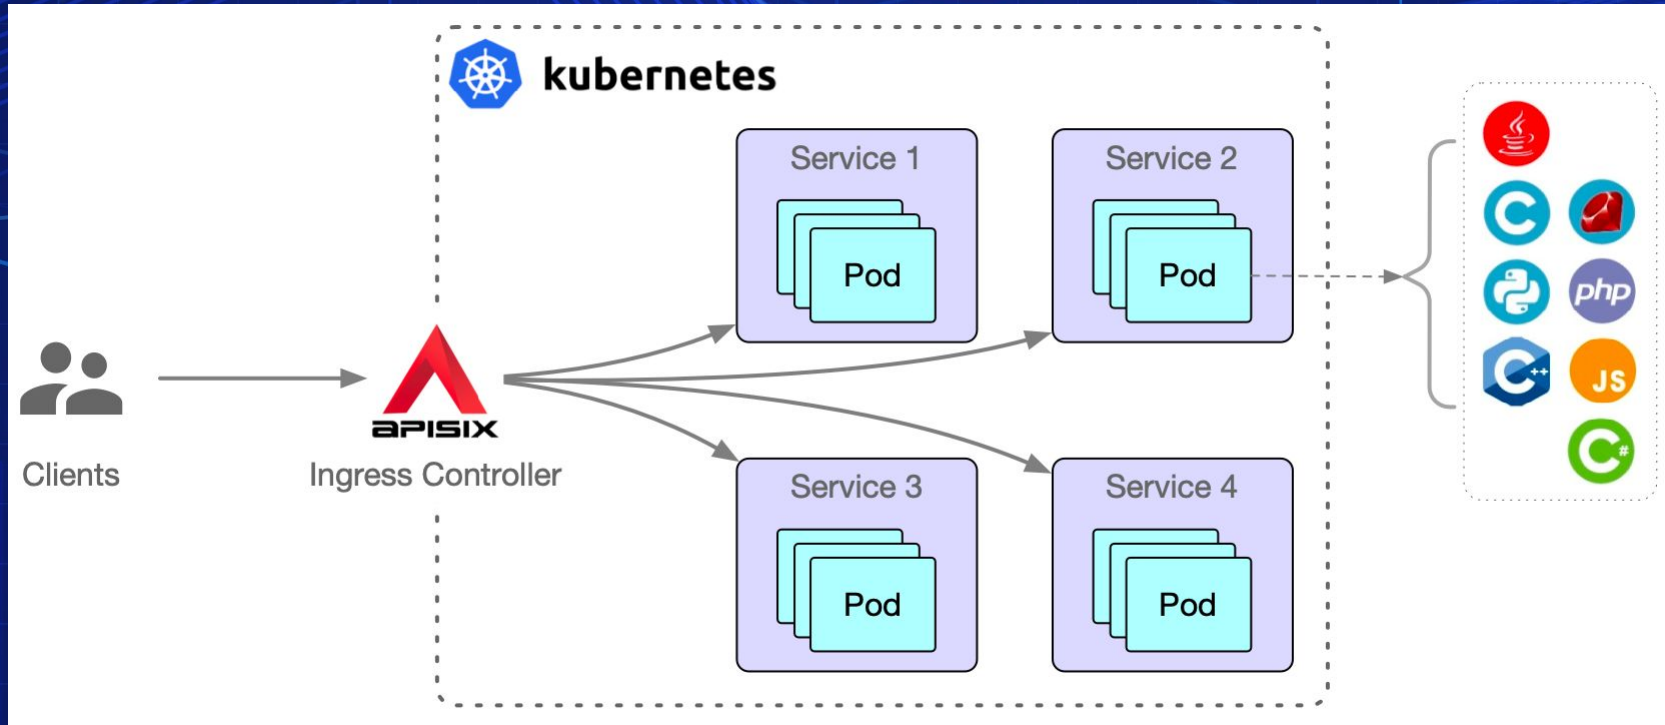 kubernetes
Service 1
Pod
Service 2
Pod
APISIX
Ingress Controller
Clients
Service 3
Pod
Service 4
Pod
C
php
C++
JS
C#